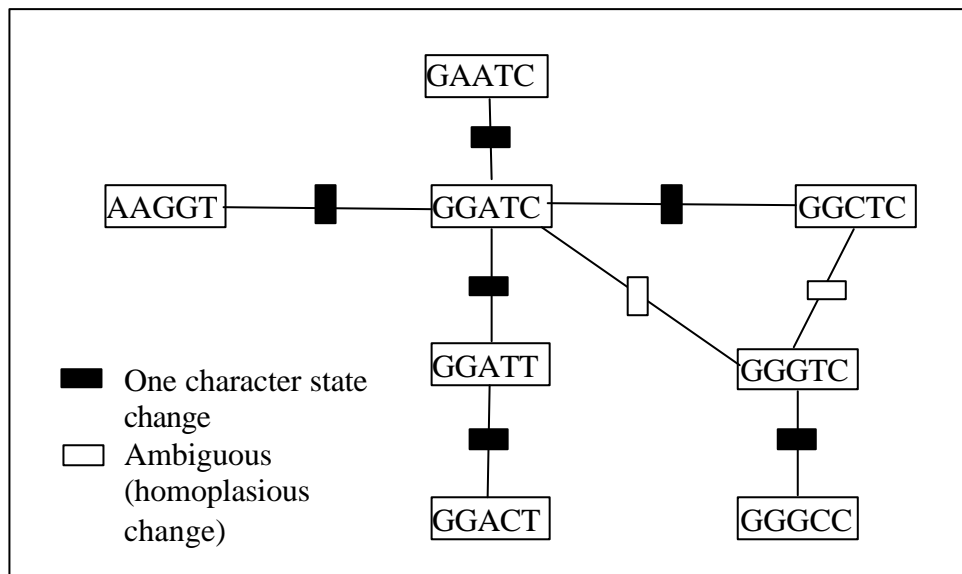 GAATC
AAGGT
GGATC
GGCTC
GGATT
GGGTC
One character state
change
Ambiguous
(homoplasious
change)
GGACT
GGGCC